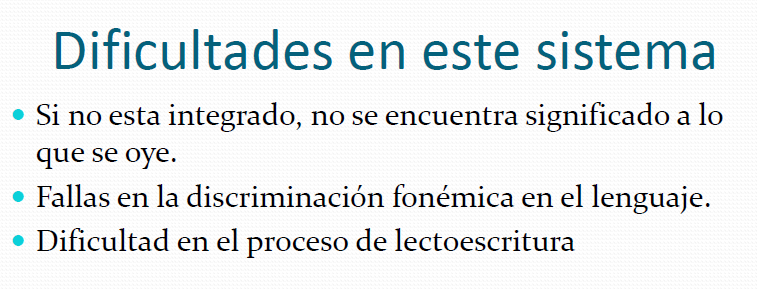 Dificultades en este sistema
• Si no esta integrado, no se encuentra significado a lo
que se oye.
• Fallas en la discriminación fonémica en el lenguaje.
• Dificultad en el proceso de lectoescritura